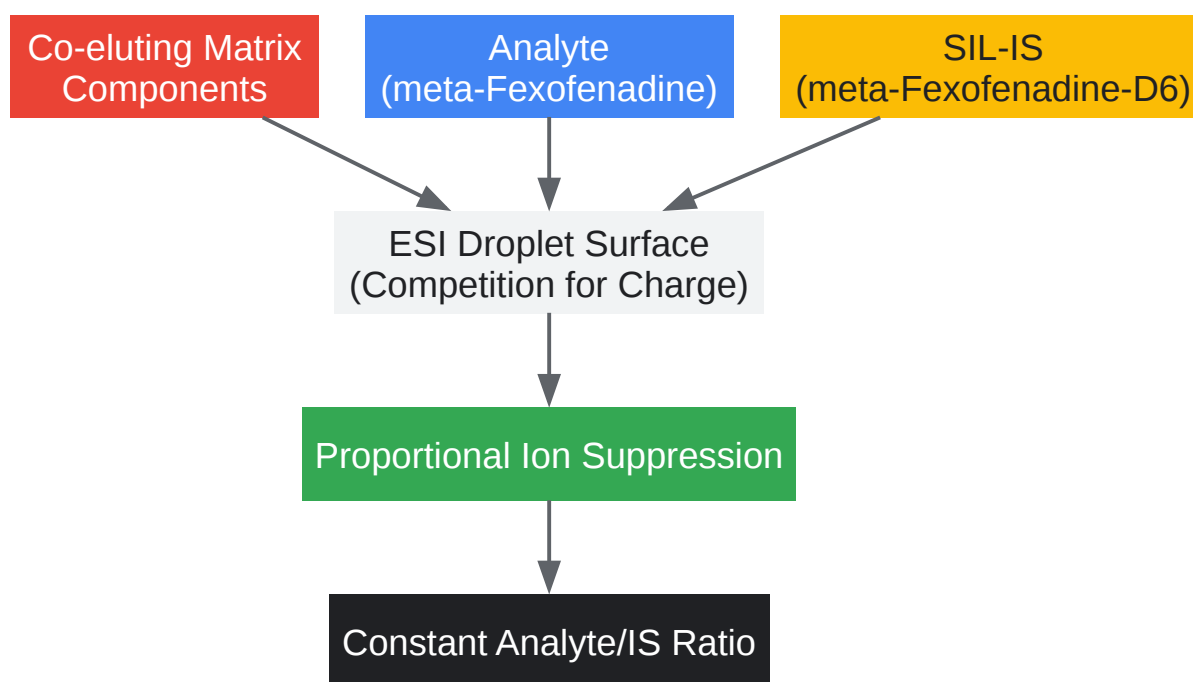 Co-eluting Matrix
Components
Analyte
(meta-Fexofenadine)
SIL-IS
(meta-Fexofenadine-D6)
ESI Droplet Surface
(Competition for Charge)
Proportional Ion Suppression
Constant Analyte/IS Ratio